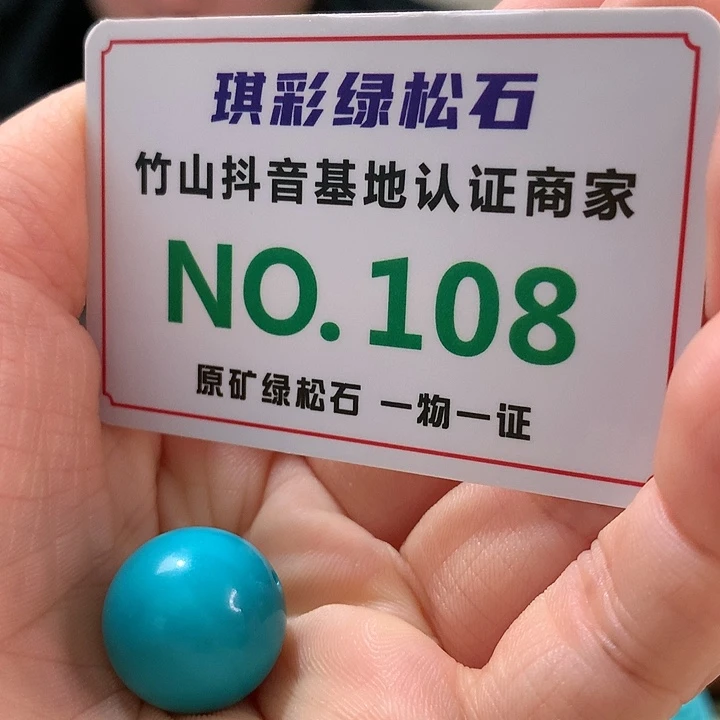 琪彩绿松石
竹山抖音基地认证商家
NO.108
原矿绿松石 一物一证